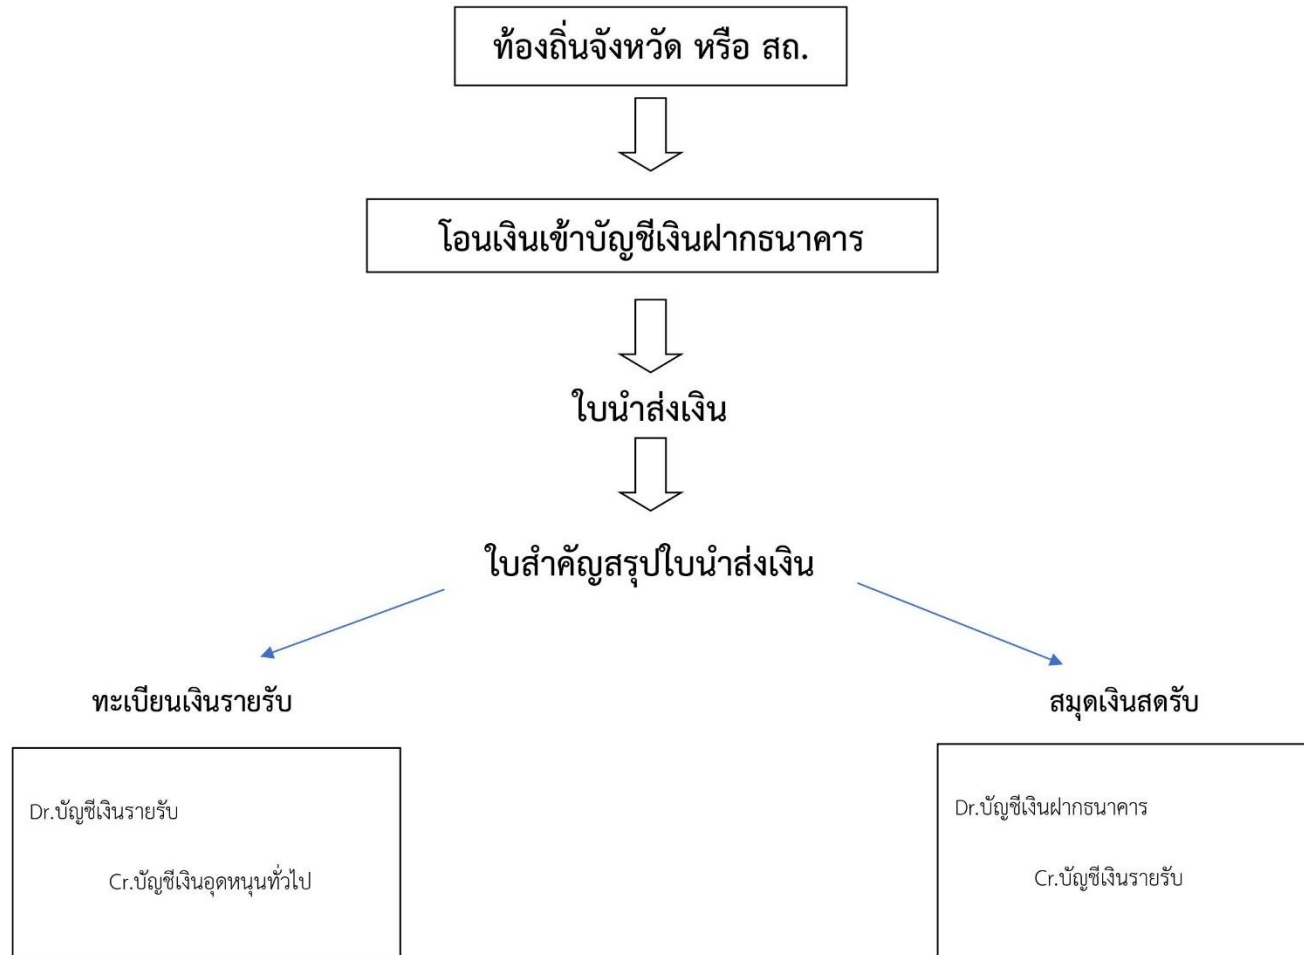 ท้องถิ่นจังหวัด หรือ สถ.
โอนเงินเข้าบัญชีเงินฝากธนาคาร
ใบนำส่งเงิน
ใบสำคัญสรุปใบนำส่งเงิน
ทะเบียนเงินรายรับ
สมุดเงินสดรับ
Dr.บัญชีเงินรายรับ
Cr.บัญชีเงินอุดหนุนทั่วไป
Dr.บัญชีเงินฝากธนาคาร
Cr.บัญชีเงินรายรับ